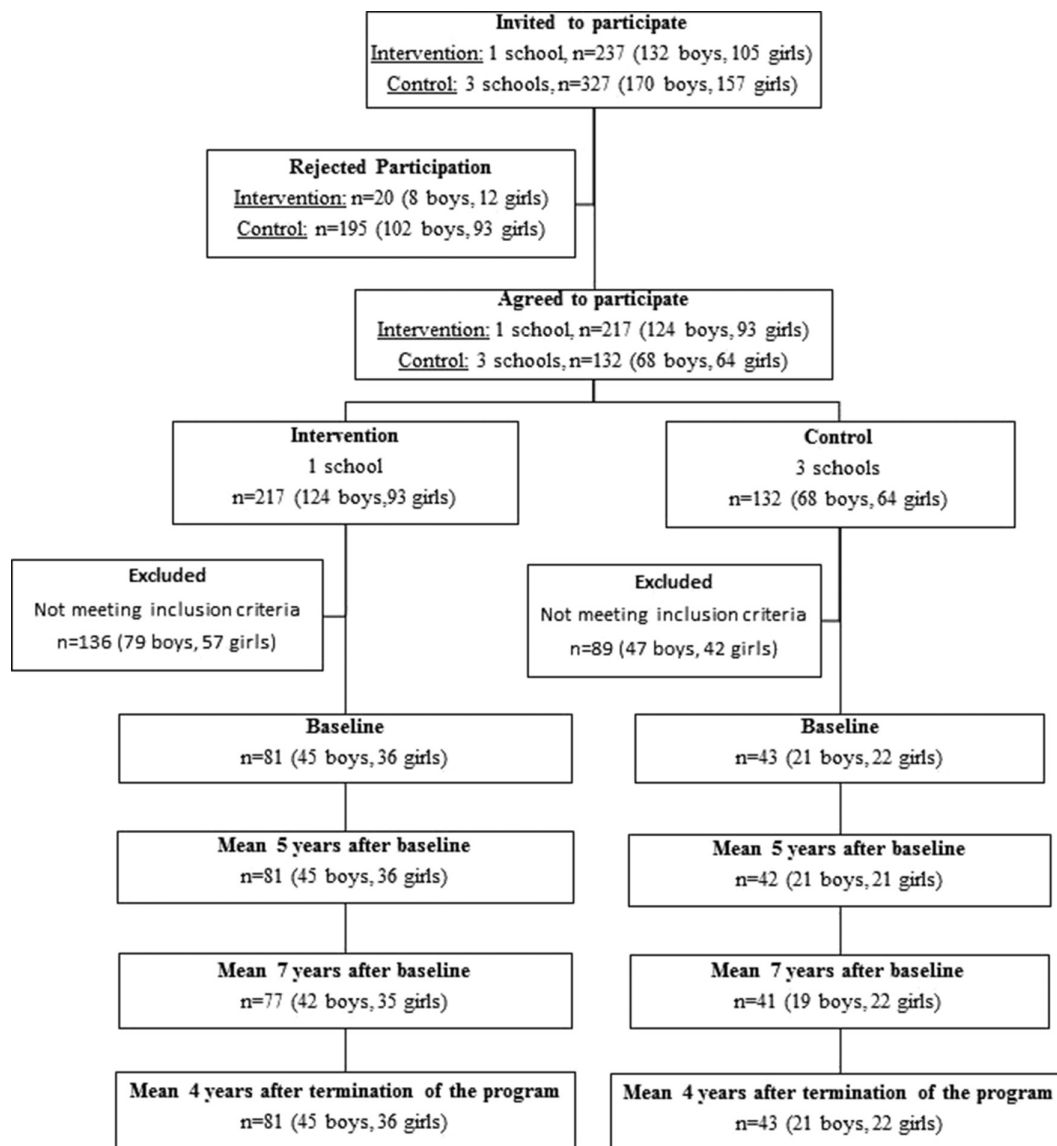 Invited to participate
Intervention: 1 school, n=237 (132 boys, 105 girls)
Control: 3 schools, n=327 (170 boys, 157 girls)
Rejected Participation
Intervention: n=20 (8 boys, 12 girls)
Control: n=195 (102 boys, 93 girls)
Agreed to participate
Intervention: 1 school, n=217 (124 boys, 93 girls)
Control: 3 schools, n=132 (68 boys, 64 girls)
Intervention
1 school
n=217 (124 boys,93 girls)
Control
3 schools
n=132 (68 boys, 64 girls)
Excluded
Not meeting inclusion criteria
n=136 (79 boys, 57 girls)
Excluded
Not meeting inclusion criteria
n=89 (47 boys, 42 girls)
Baseline
n=81 (45 boys, 36 girls)
Baseline
n=43 (21 boys, 22 girls)
Mean 5 years after baseline
n=81 (45 boys, 36 girls)
Mean 5 years after baseline
n=42 (21 boys, 21 girls)
Mean 7 years after baseline
n=77 (42 boys, 35 girls)
Mean 7 years after baseline
n=41 (19 boys, 22 girls)
Mean 4 years after termination of the program
n=81 (45 boys, 36 girls)
Mean 4 years after termination of the program
n=43 (21 boys, 22 girls)